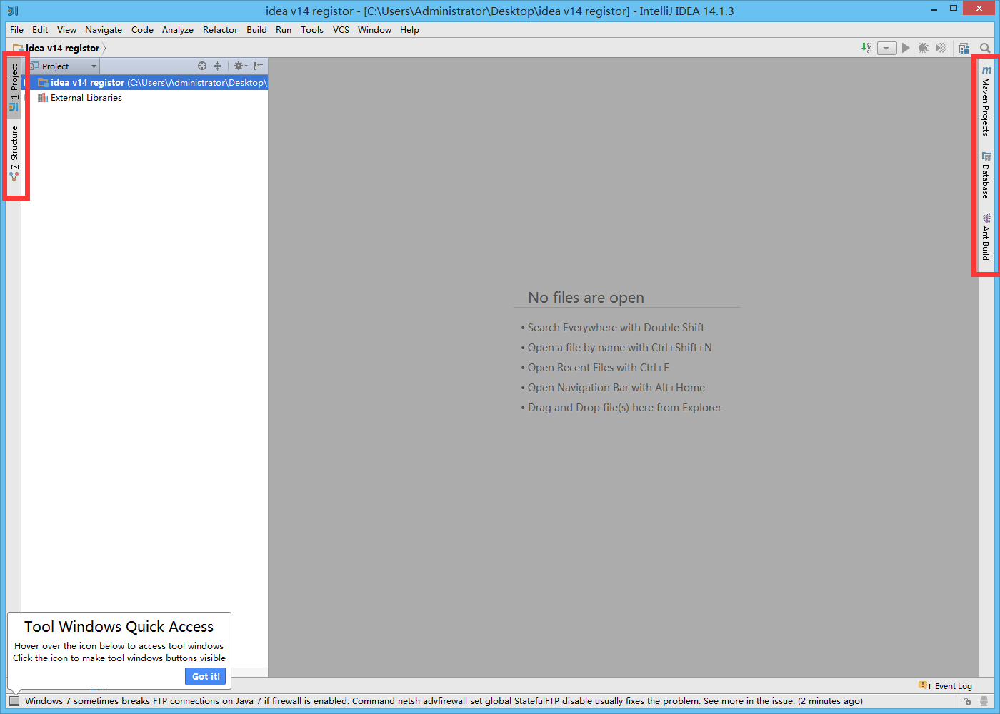 idea v14 registor - [C:\Users\Administrator\Desktop\idea v14 registor] - IntelliJ IDEA 14.1.3
File Edit View Navigate Code Analyze Refactor Build Run Tools VCS Window Help
idea v14 registor
1: Project
7: Structure
Project
idea v14 registor (C:\Users\Administrator\Desktop\
External Libraries
No files are open
• Search Everywhere with Double Shift
• Open a file by name with Ctrl+Shift+N
• Open Recent Files with Ctrl+E
• Open Navigation Bar with Alt+Home
• Drag and Drop file(s) here from Explorer
m Maven Projects
Database
Ant Build
Tool Windows Quick Access
Hover over the icon below to access tool windows
Click the icon to make tool windows buttons visible
Got it!
1 Event Log
Windows 7 sometimes breaks FTP connections on Java 7 if firewall is enabled. Command netsh advfirewall set global StatefulFTP disable usually fixes the problem. See more in the issue. (2 minutes ago)